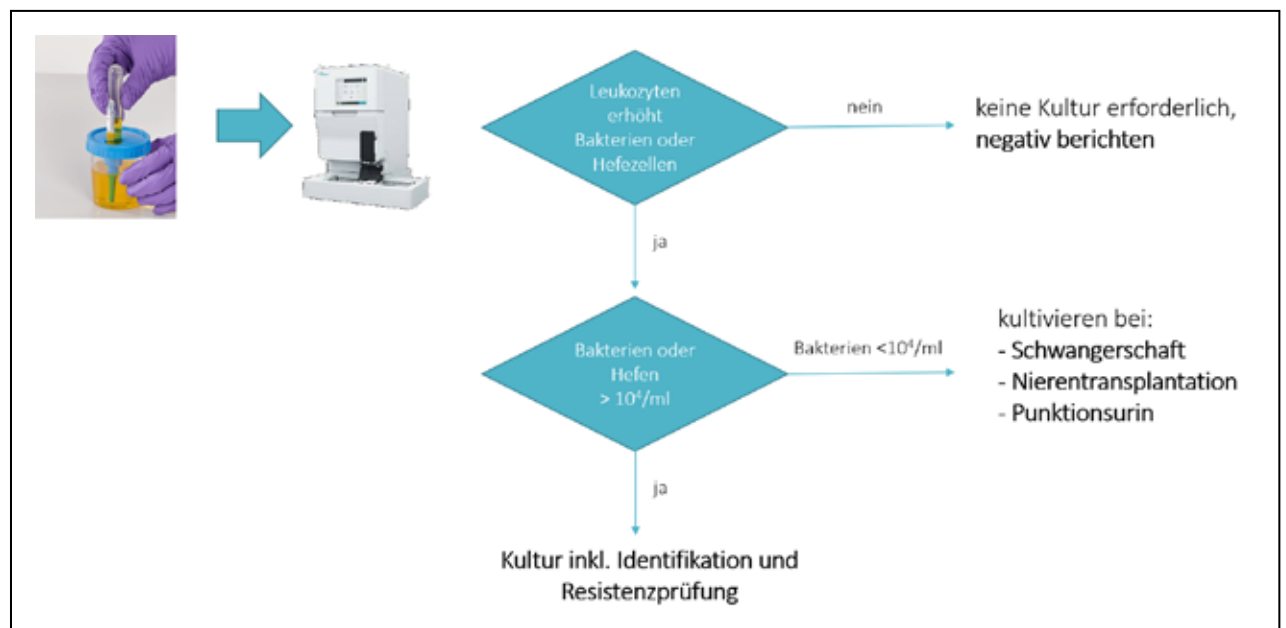 Leukozyten
erhöht
Bakterien oder
Hefezellen
nein
keine Kultur erforderlich,
negativ berichten
ja
Bakterien oder
Hefen
> 10⁴/ml
Bakterien <10⁴/ml
kultivieren bei:
- Schwangerschaft
- Nierentransplantation
- Punktionsurin
ja
Kultur inkl. Identifikation und
Resistenzprüfung